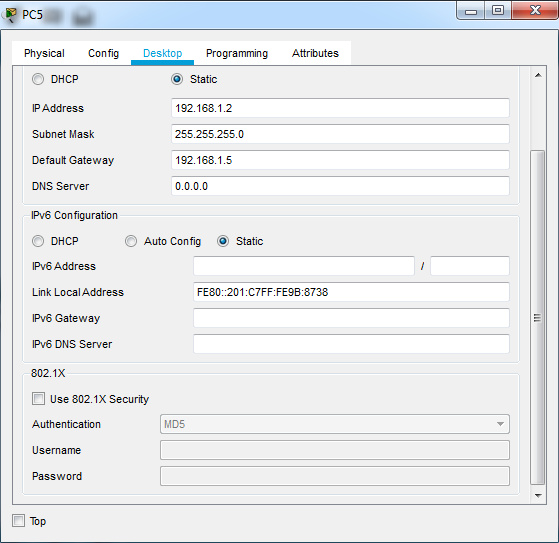 PC5
Physical Config Desktop Programming Attributes
DHCP Static
IP Address 192.168.1.2
Subnet Mask 255.255.255.0
Default Gateway 192.168.1.5
DNS Server 0.0.0.0
IPv6 Configuration
DHCP Auto Config Static
IPv6 Address /
Link Local Address FE80::201:C7FF:FE9B:8738
IPv6 Gateway
IPv6 DNS Server
802.1X
Use 802.1X Security
Authentication MD5
Username
Password
Top